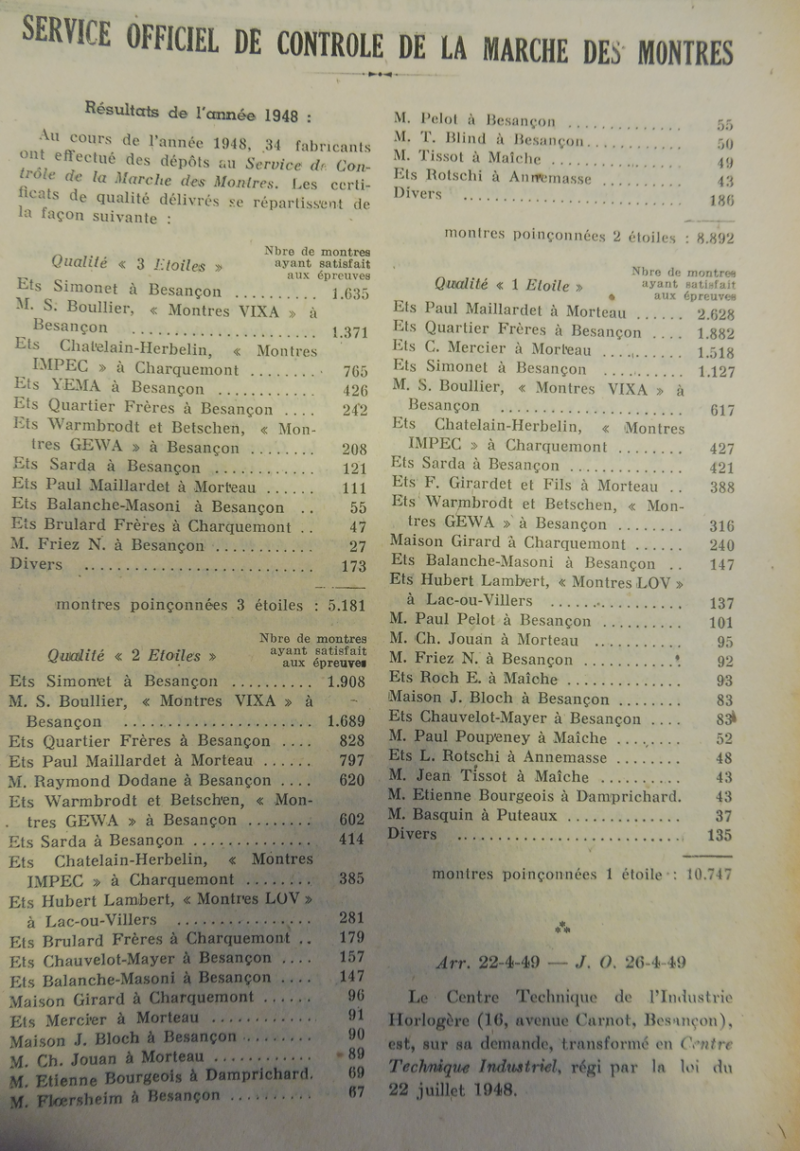 SERVICE OFFICIEL DE CONTROLE DE LA MARCHE DES MONTRES
Résultats de l'année 1948 :
Au cours de l'année 1948, 34 fabricants
ont effectué des dépôts au Service de Con-
trôle de la Marche des Montres. Les certi-
ficats de qualité délivrés se répartissent de
la façon suivante :
Nbre de montres
Qualité « 3 Etoiles » ayant satisfait
aux épreuves
Ets Simonet à Besançon .......... 1.635
M. S. Boullier, « Montres VIXA » à
Besançon ...................... 1.371
Ets Chatelain-Herbelin, « Montres
IMPEC » à Charquemont ........ 765
Ets YEMA à Besançon ............ 426
Ets Quartier Frères à Besançon .... 242
Ets Warmbrodt et Betschen, « Mon-
tres GEWA » à Besançon ........ 208
Ets Sarda à Besançon ............ 121
Ets Paul Maillardet à Morteau ...... 111
Ets Balanche-Masoni à Besançon .. 55
Ets Brulard Frères à Charquemont .. 47
M. Friez N. à Besançon ............ 27
Divers ........................... 173
montres poinçonnées 3 étoiles : 5.181
Nbre de montres
Qualité « 2 Etoiles » ayant satisfait
aux épreuves
Ets Simonet à Besançon .......... 1.908
M. S. Boullier, « Montres VIXA » à
Besançon ...................... 1.689
Ets Quartier Frères à Besançon .... 828
Ets Paul Maillardet à Morteau ...... 797
M. Raymond Dodane à Besançon .... 620
Ets Warmbrodt et Betschen, « Mon-
tres GEWA » à Besançon ........ 602
Ets Sarda à Besançon .............. 414
Ets Chatelain-Herbelin, « Montres
IMPEC » à Charquemont ........ 385
Ets Hubert Lambert, « Montres LOV »
à Lac-ou-Villers ................ 281
Ets Brulard Frères à Charquemont .. 179
Ets Chauvelot-Mayer à Besançon .... 157
Ets Balanche-Masoni à Besançon .... 147
Maison Girard à Charquemont ...... 96
Ets Mercier à Morteau ............ 91
Maison J. Bloch à Besançon ........ 90
M. Ch. Jouan à Morteau ............ 89
M. Etienne Bourgeois à Damprichard. 69
M. Flœrsheim à Besançon .......... 67
M. Pelot à Besançon .............. 55
M. T. Blind à Besançon............ 50
M. Tissot à Maîche ................ 49
Ets Rotschi à Annemasse .......... 43
Divers ........................... 186
montres poinçonnées 2 étoiles : 8.892
Nbre de montres
Qualité « 1 Etoile » ayant satisfait
aux épreuves
Ets Paul Maillardet à Morteau ...... 2.628
Ets Quartier Frères à Besançon .... 1.882
Ets C. Mercier à Morteau .......... 1.518
Ets Simonet à Besançon .......... 1.127
M. S. Boullier, « Montres VIXA » à
Besançon ...................... 617
Ets Chatelain-Herbelin, « Montres
IMPEC » à Charquemont ........ 427
Ets Sarda à Besançon .............. 421
Ets F. Girardet et Fils à Morteau .. 388
Ets Warmbrodt et Betschen, « Mon-
tres GEWA » à Besançon ........ 316
Maison Girard à Charquemont ...... 240
Ets Balanche-Masoni à Besançon .. 147
Ets Hubert Lambert, « Montres LOV »
à Lac-ou-Villers ................ 137
M. Paul Pelot à Besançon .......... 101
M. Ch. Jouan à Morteau .......... 95
M. Friez N. à Besançon ............ 92
Ets Roch E. à Maîche .............. 93
Maison J. Bloch à Besançon ........ 83
Ets Chauvelot-Mayer à Besançon .... 83
M. Paul Poupeney à Maîche ........ 52
Ets L. Rotschi à Annemasse ........ 48
M. Jean Tissot à Maîche .......... 43
M. Etienne Bourgeois à Damprichard. 43
M. Basquin à Puteaux .............. 37
Divers ........................... 135
montres poinçonnées 1 étoile : 10.747
Arr. 22-4-49 — J. O. 26-4-49
Le Centre Technique de l'Industrie
Horlogère (16, avenue Carnot, Besançon),
est, sur sa demande, transformé en Centre
Technique Industriel, régi par la loi du
22 juillet 1948.